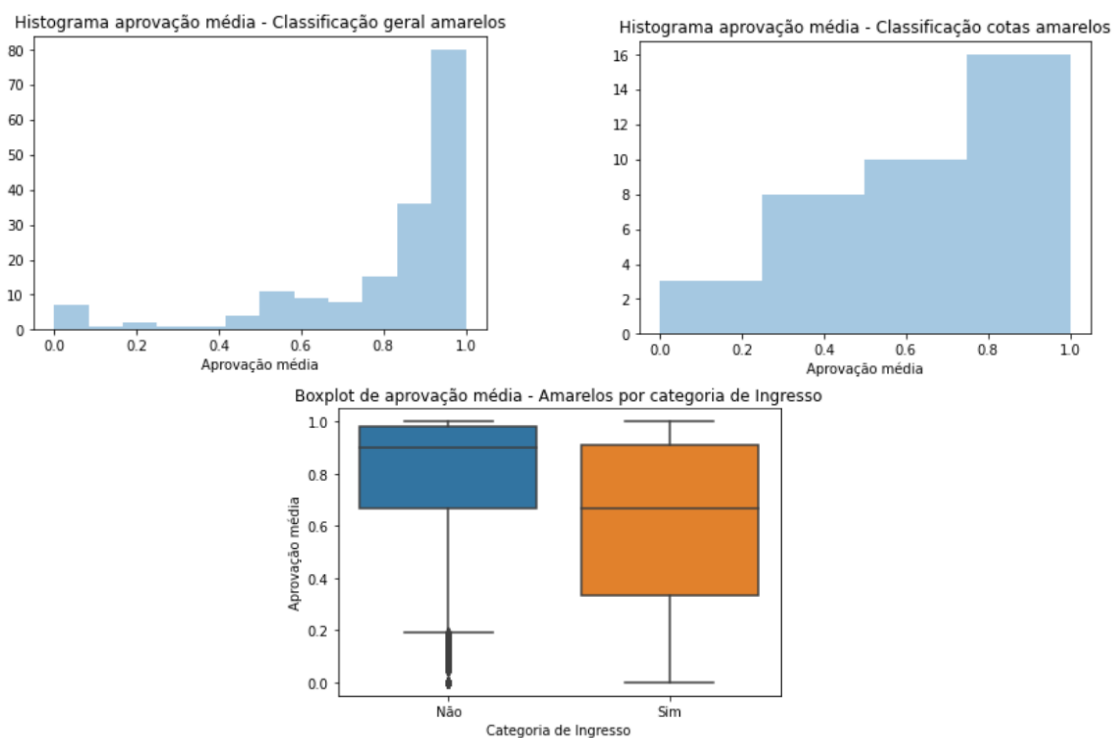 Histograma aprovação média - Classificação geral amarelos
80
70
60
50
40
30
20
10
0
0.0 0.2 0.4 0.6 0.8 1.0
Aprovação média
Histograma aprovação média - Classificação cotas amarelos
16
14
12
10
8
6
4
2
0
0.0 0.2 0.4 0.6 0.8 1.0
Aprovação média
Boxplot de aprovação média - Amarelos por categoria de Ingresso
1.0
0.8
0.6
0.4
0.2
0.0
Aprovação média
Não Sim
Categoria de Ingresso